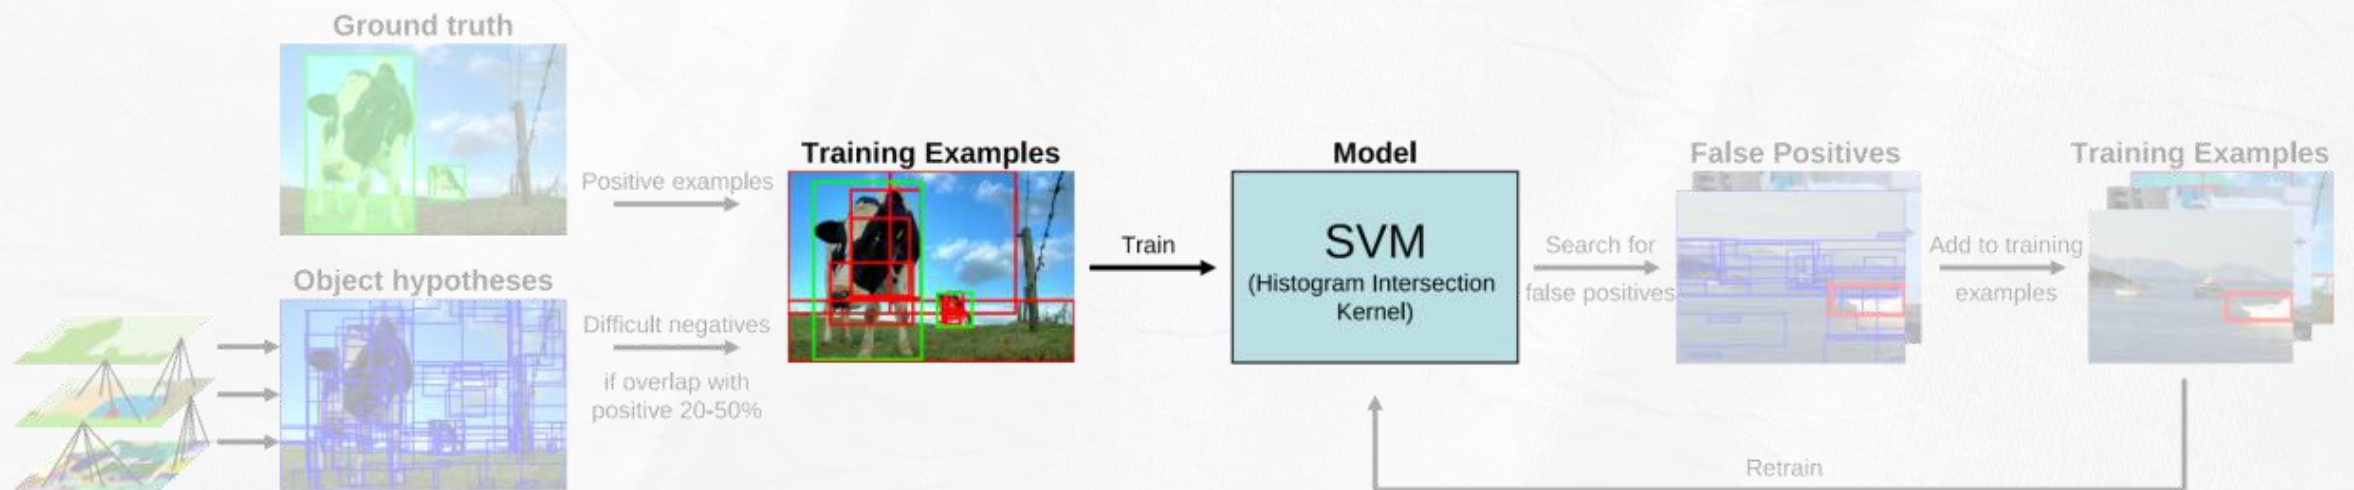 Ground truth
Positive examples
Object hypotheses
Difficult negatives
if overlap with
positive 20-50%
Training Examples
Train
Model
SVM
(Histogram Intersection
Kernel)
Search for
false positives
False Positives
Add to training
examples
Training Examples
Retrain